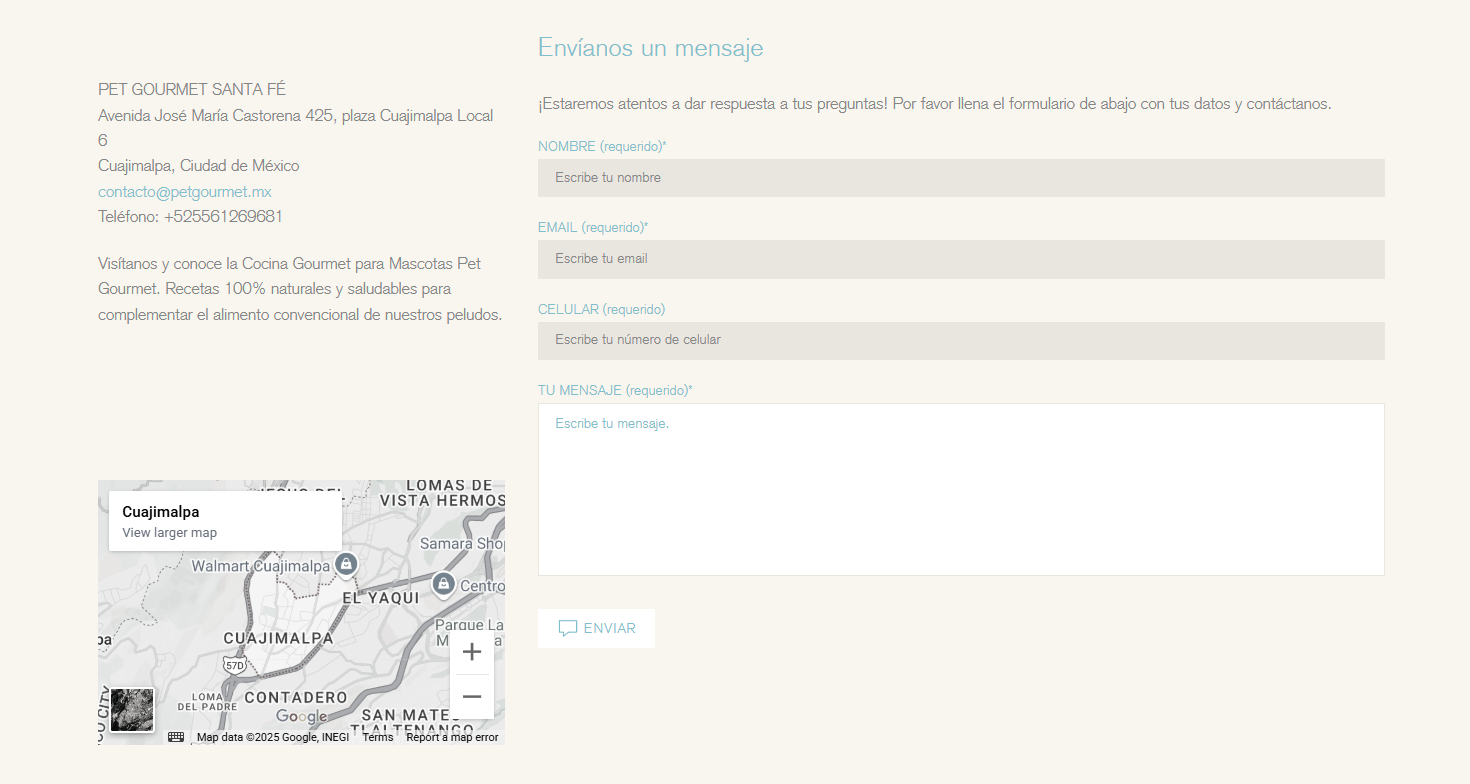 PET GOURMET SANTA FÉ
Avenida José María Castorena 425, plaza Cuajimalpa Local
6
Cuajimalpa, Ciudad de México
contacto@petgourmet.mx
Teléfono: +525561269681
Visítanos y conoce la Cocina Gourmet para Mascotas Pet
Gourmet. Recetas 100% naturales y saludables para
complementar el alimento convencional de nuestros peludos.
Envíanos un mensaje
¡Estaremos atentos a dar respuesta a tus preguntas! Por favor llena el formulario de abajo con tus datos y contáctanos.
NOMBRE (requerido)*
Escribe tu nombre
EMAIL (requerido)*
Escribe tu email
CELULAR (requerido)
Escribe tu número de celular
TU MENSAJE (requerido)*
Escribe tu mensaje.
ENVIAR
LOMAS DE
VISTA HERMOS
Cuajimalpa
View larger map
Samara Shop
Walmart Cuajimalpa
Centro
EL YAQUI
Parque La
CUAJIMALPA
57D
LOMA
DEL PADRE
CONTADERO
Google
SAN MATEO
TLALTENANGO
Map data ©2025 Google, INEGI
Terms
Report a map error